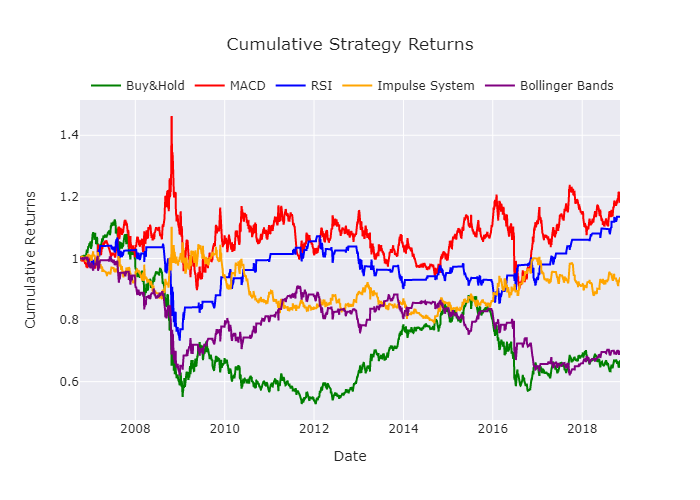 Cumulative Strategy Returns
Buy&Hold MACD RSI Impulse System Bollinger Bands
1.4
1.2
1
0.8
0.6
Cumulative Returns
2008 2010 2012 2014 2016 2018
Date